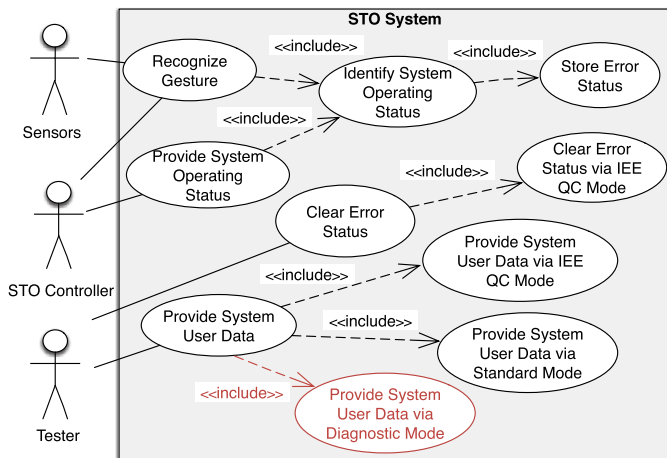 STO System
Sensors
STO Controller
Tester
Recognize
Gesture
<<include>>
Identify System
Operating
Status
<<include>>
Store Error
Status
<<include>>
Provide System
Operating
Status
Clear Error
Status
<<include>>
Clear Error
Status via IEE
QC Mode
Provide System
User Data
<<include>>
Provide System
User Data via IEE
QC Mode
<<include>>
Provide System
User Data via
Standard Mode
<<include>>
Provide System
User Data via
Diagnostic Mode